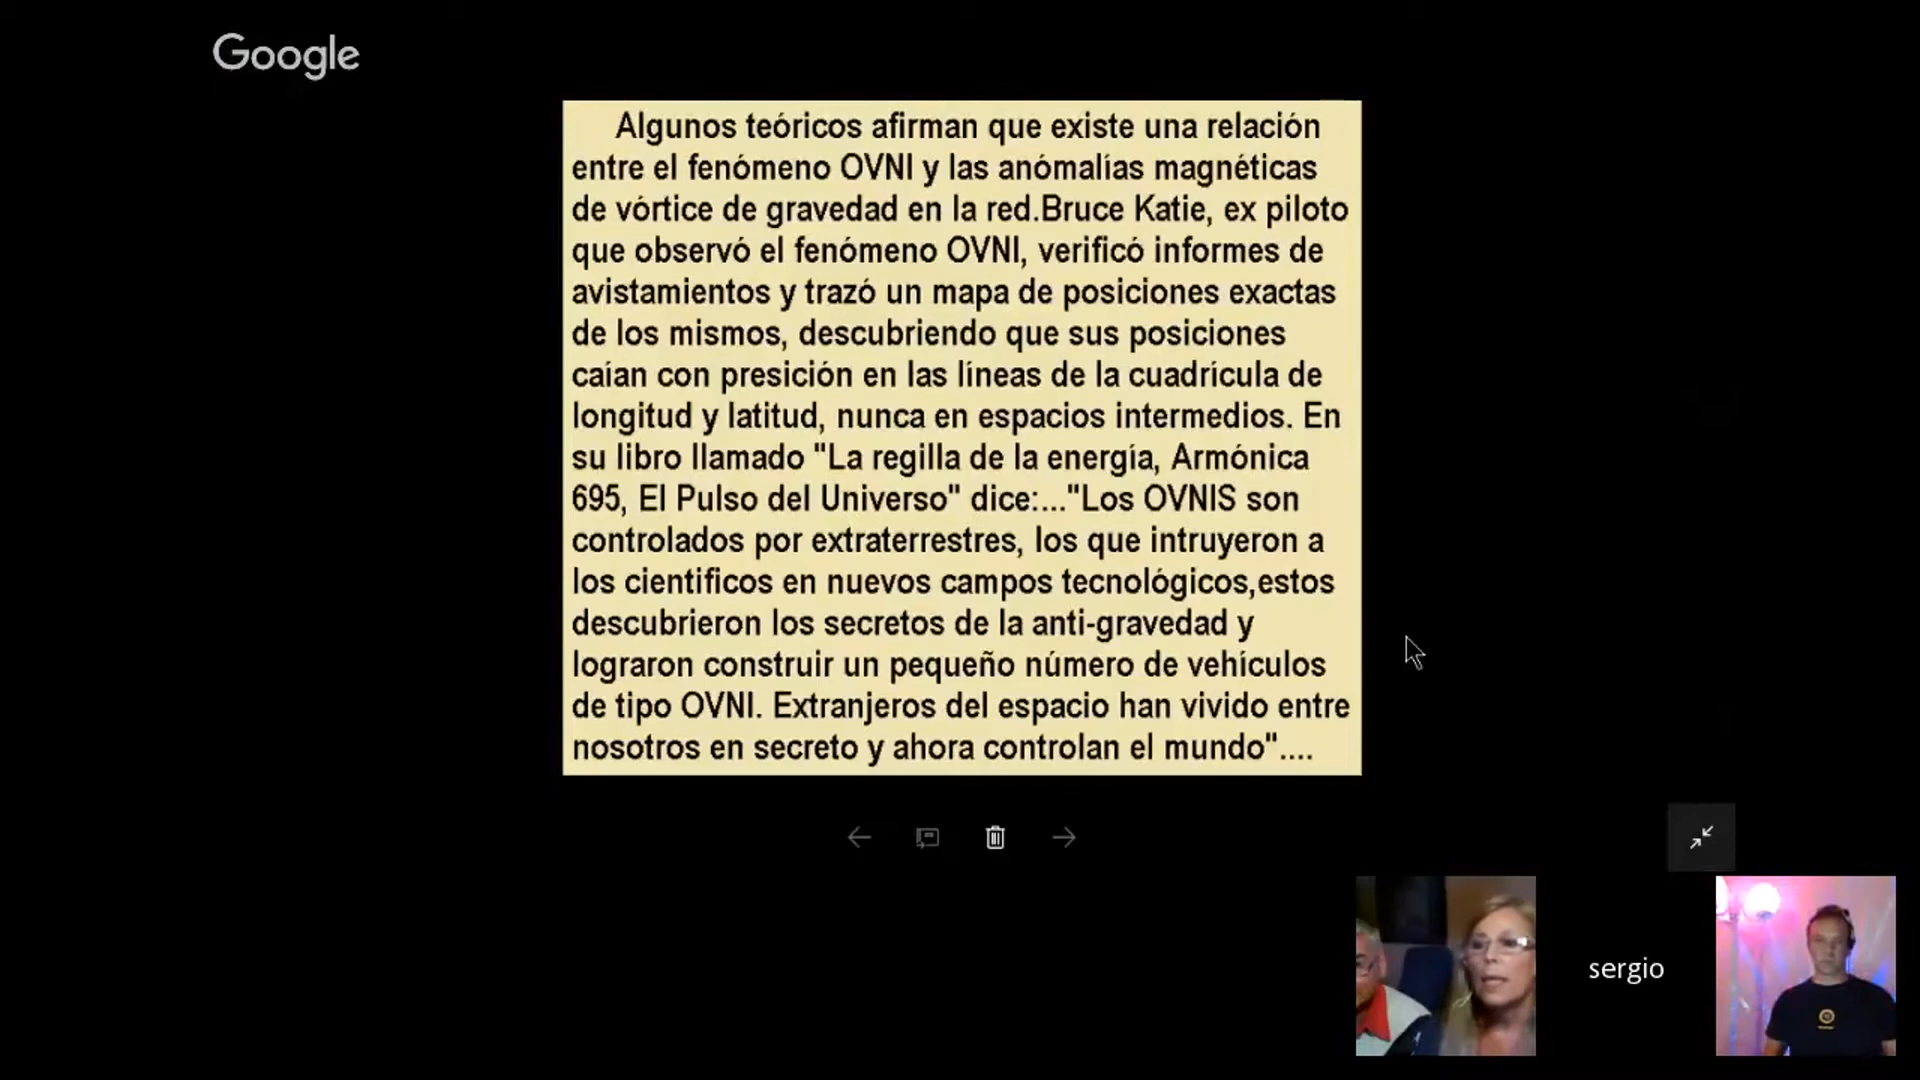 Google
Algunos teóricos afirman que existe una relación
entre el fenómeno OVNI y las anómalías magnéticas
de vórtice de gravedad en la red.Bruce Katie, ex piloto
que observó el fenómeno OVNI, verificó informes de
avistamientos y trazó un mapa de posiciones exactas
de los mismos, descubriendo que sus posiciones
caían con presición en las líneas de la cuadrícula de
longitud y latitud, nunca en espacios intermedios. En
su libro llamado "La regilla de la energía, Armónica
695, El Pulso del Universo" dice:..."Los OVNIS son
controlados por extraterrestres, los que intruyeron a
los cientificos en nuevos campos tecnológicos,estos
descubrieron los secretos de la anti-gravedad y
lograron construir un pequeño número de vehículos
de tipo OVNI. Extranjeros del espacio han vivido entre
nosotros en secreto y ahora controlan el mundo"....
sergio